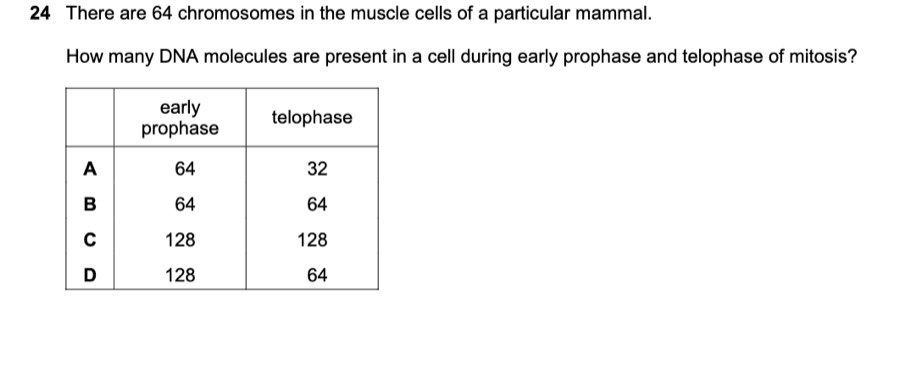 24 There are 64 chromosomes in the muscle cells of a particular mammal.
How many DNA molecules are present in a cell during early prophase and telophase of mitosis?
early prophase telophase
A 64 32
B 64 64
C 128 128
D 128 64